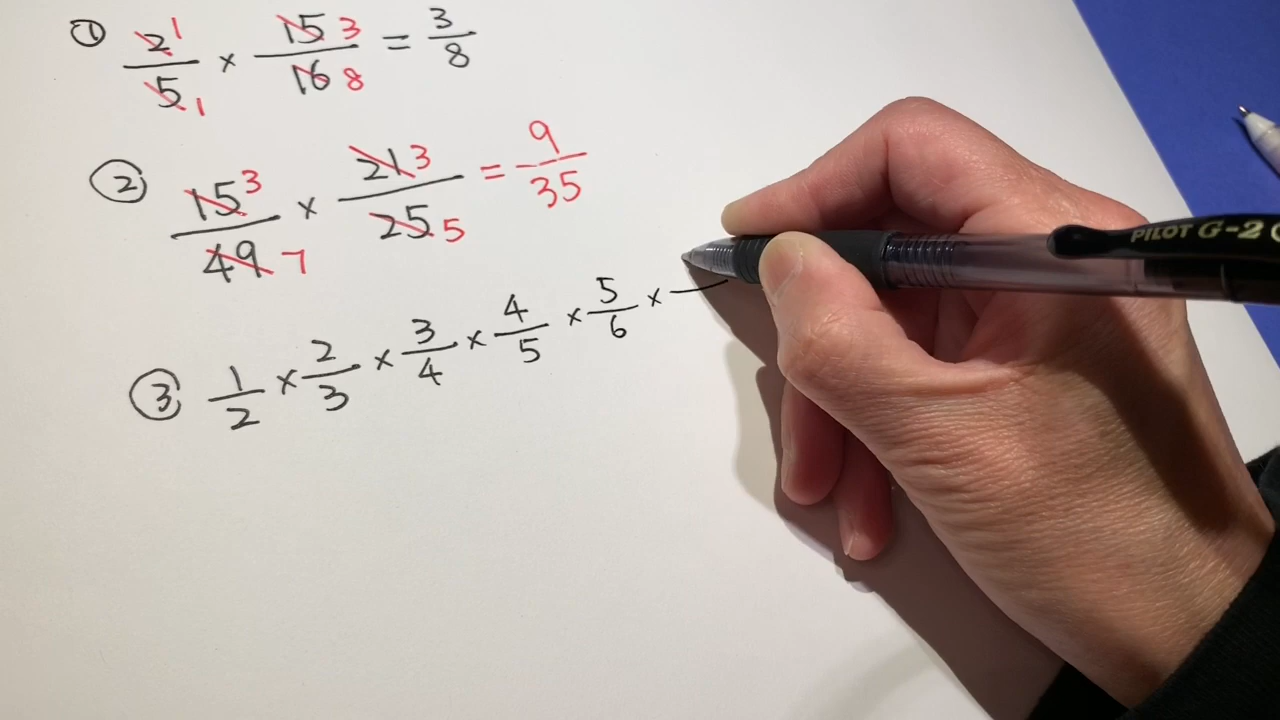 ① 2/5 1 1 × 15/16 3 8 = 3/8
② 15/49 3 7 × 21/25 3 5 = 9/35
③ 1/2 × 2/3 × 3/4 × 4/5 × 5/6 ×
PILOT G-2